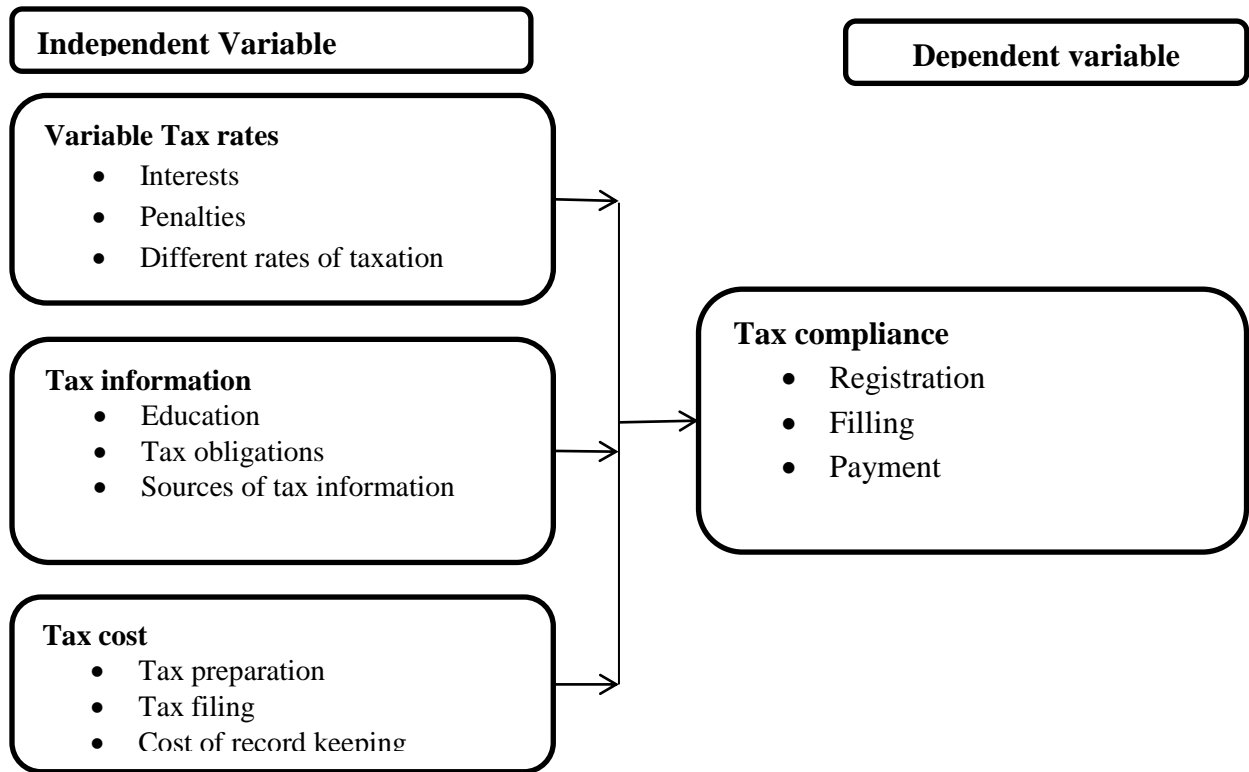 Independent Variable
Dependent variable
Variable Tax rates
• Interests
• Penalties
• Different rates of taxation
Tax information
• Education
• Tax obligations
• Sources of tax information
Tax cost
• Tax preparation
• Tax filing
• Cost of record keeping
Tax compliance
• Registration
• Filling
• Payment